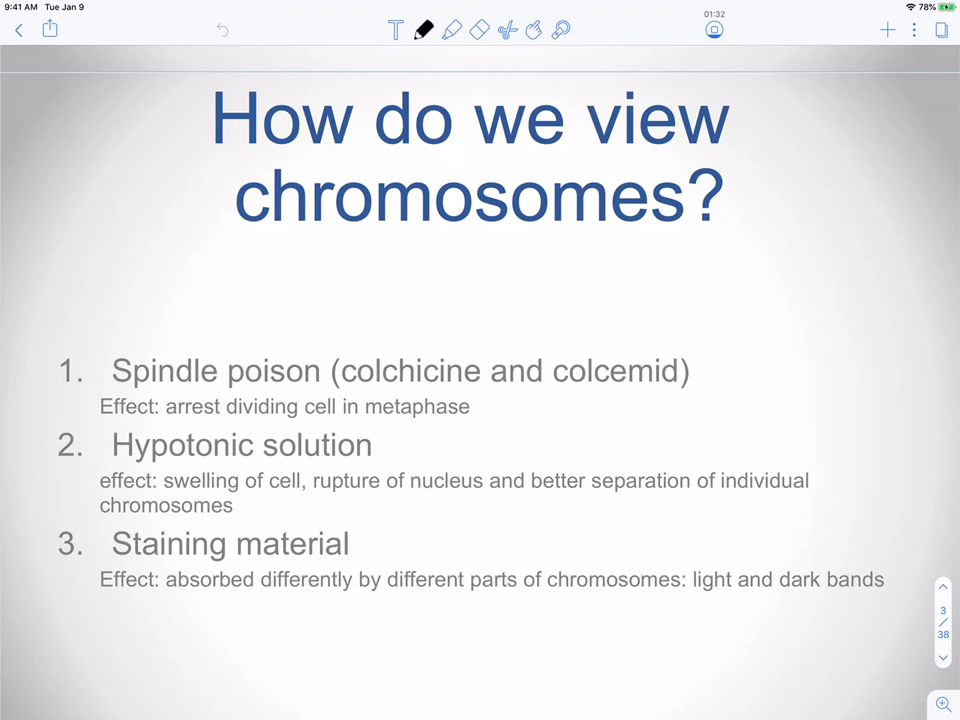 9:41 AM Tue Jan 9
78%
01:32
How do we view
chromosomes?
1. Spindle poison (colchicine and colcemid)
Effect: arrest dividing cell in metaphase
2. Hypotonic solution
effect: swelling of cell, rupture of nucleus and better separation of individual
chromosomes
3. Staining material
Effect: absorbed differently by different parts of chromosomes: light and dark bands
3
/
38